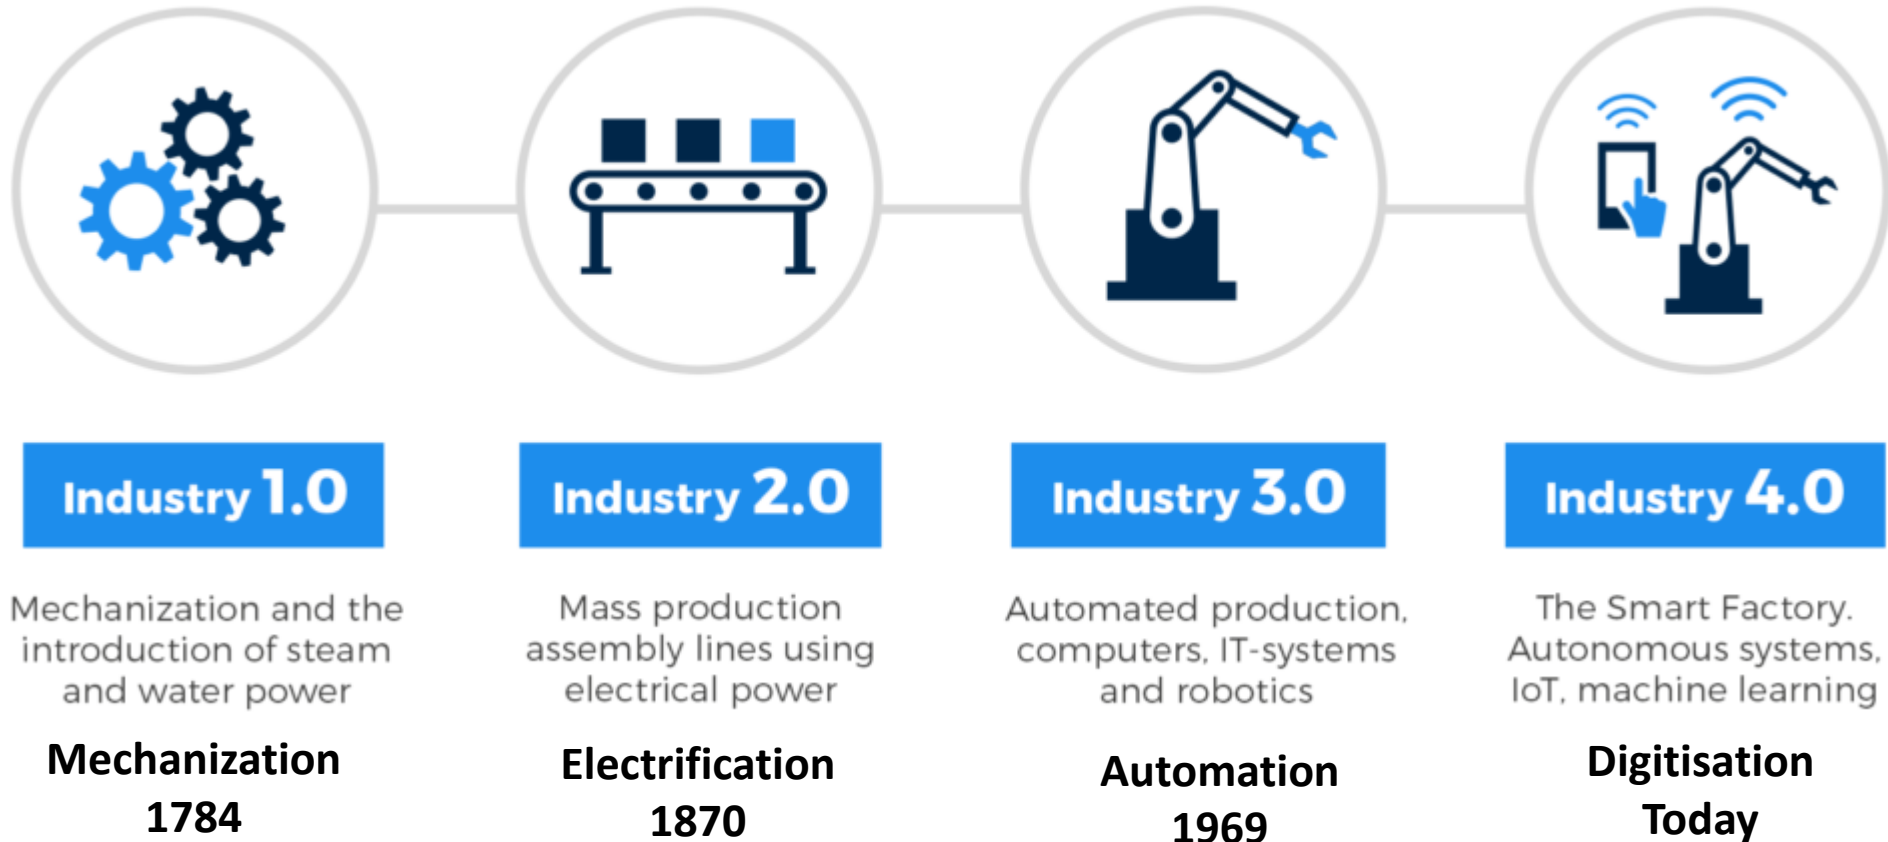 Industry 1.0
Mechanization and the
introduction of steam
and water power
Mechanization
1784
Industry 2.0
Mass production
assembly lines using
electrical power
Electrification
1870
Industry 3.0
Automated production,
computers, IT-systems
and robotics
Automation
1969
Industry 4.0
The Smart Factory.
Autonomous systems,
IoT, machine learning
Digitisation
Today